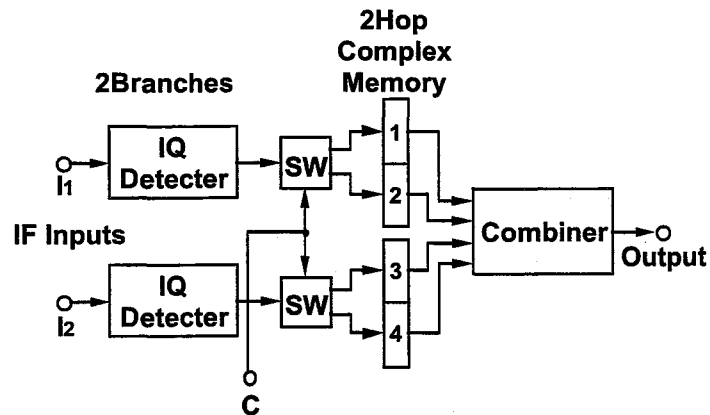 2Hop
Complex
Memory
2Branches
IQ
Detecter
SW
1
2
I1
IF Inputs
Combiner
Output
IQ
Detecter
SW
3
4
I2
C